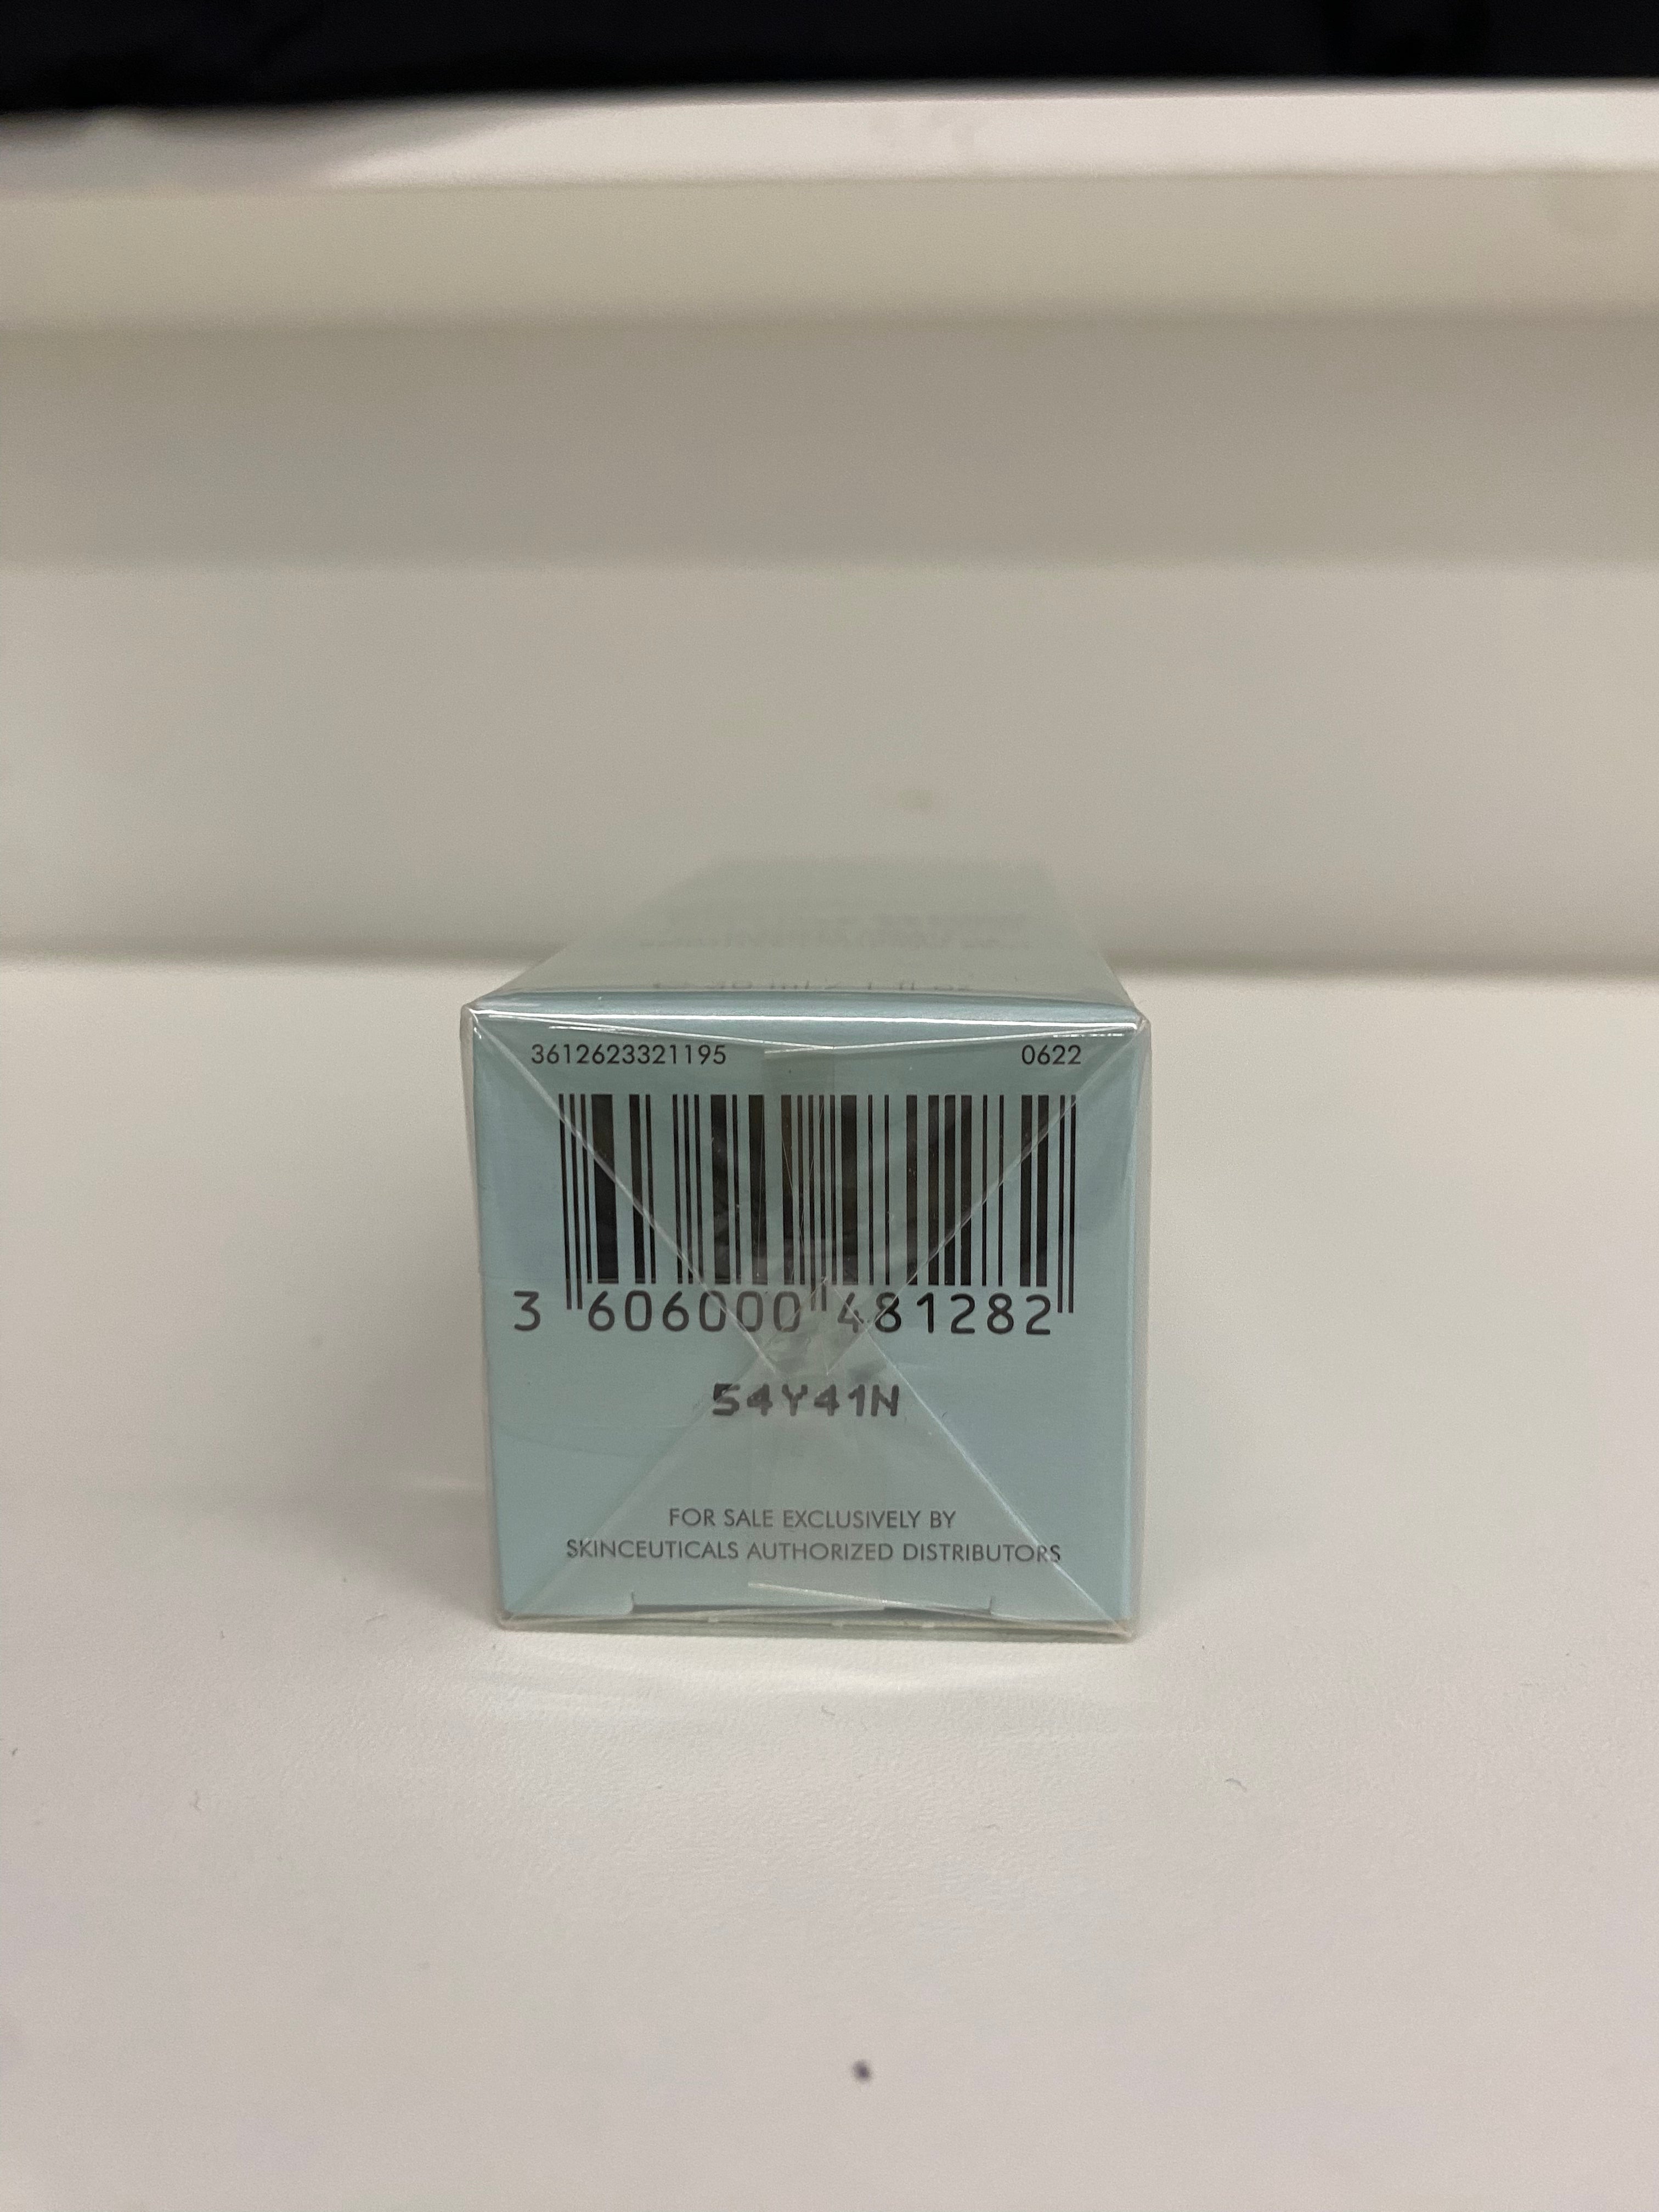 3612623321195 0622
3 606000 481282
54Y41N
FOR SALE EXCLUSIVELY BY
SKINCEUTICALS AUTHORIZED DISTRIBUTORS